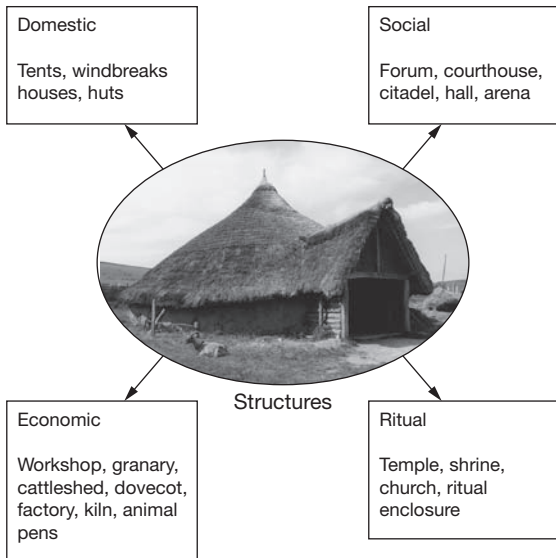 Domestic
Tents, windbreaks
houses, huts
Social
Forum, courthouse,
citadel, hall, arena
Structures
Economic
Workshop, granary,
cattleshed, dovecot,
factory, kiln, animal
pens
Ritual
Temple, shrine,
church, ritual
enclosure